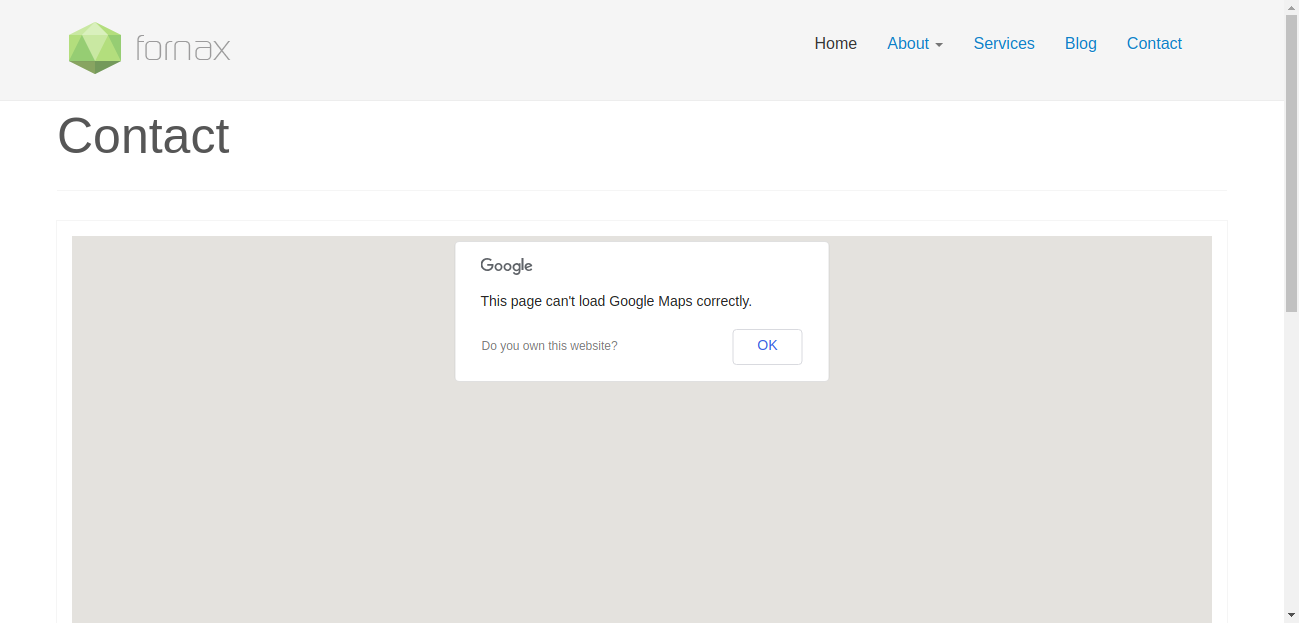 fornax
Home About Services Blog Contact
Contact
Google
This page can't load Google Maps correctly.
Do you own this website? OK